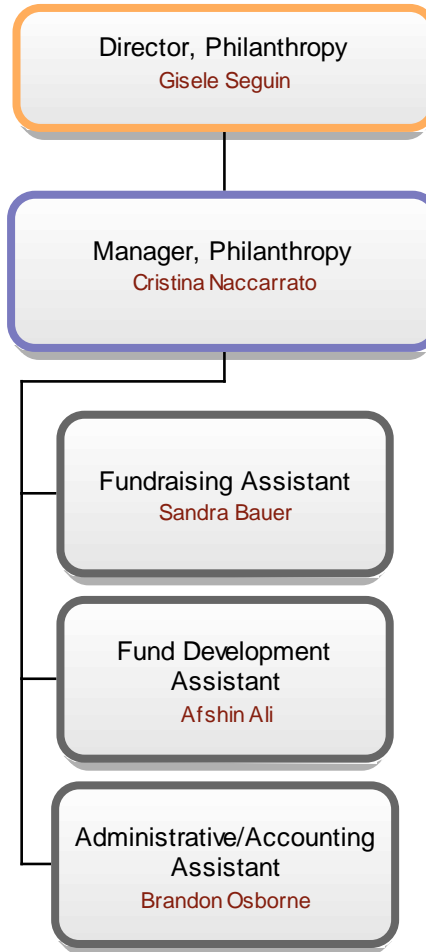 Director, Philanthropy
Gisele Seguin
Manager, Philanthropy
Cristina Naccarrato
Fundraising Assistant
Sandra Bauer
Fund Development
Assistant
Afshin Ali
Administrative/Accounting
Assistant
Brandon Osborne